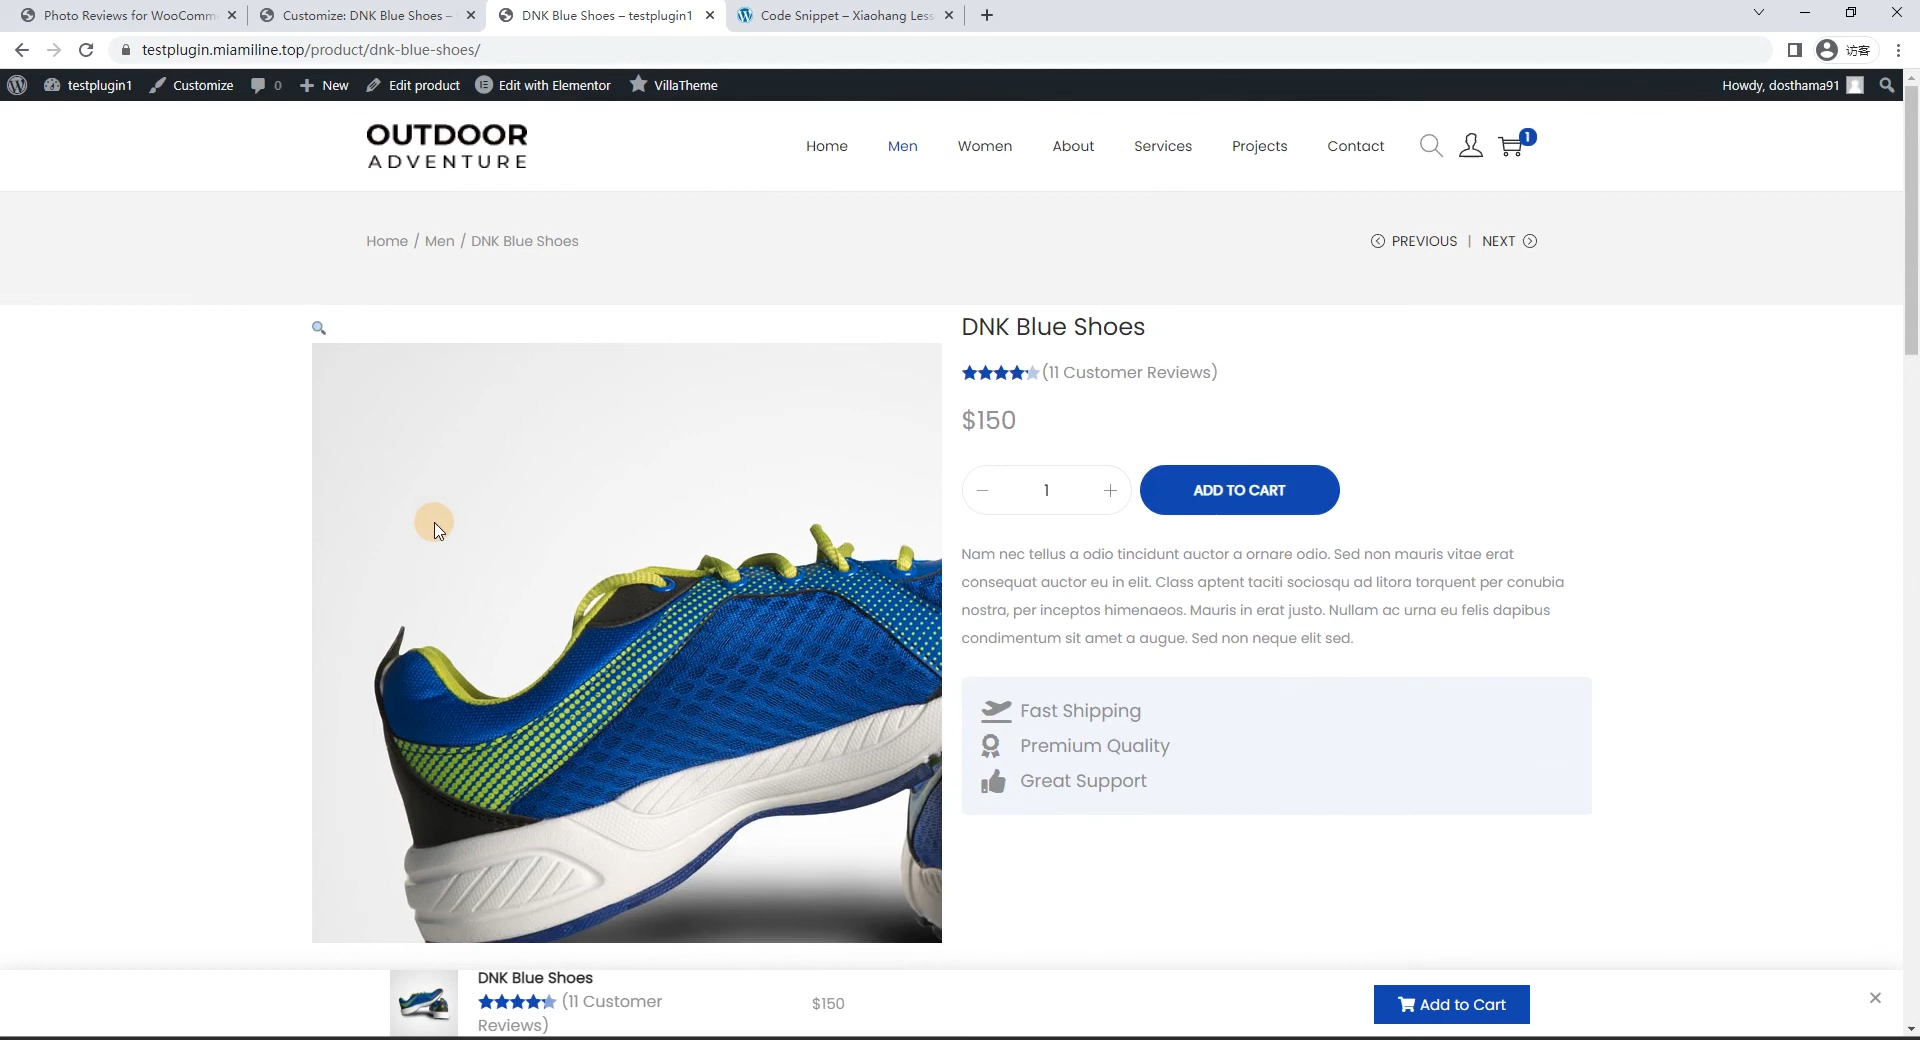 Photo Reviews for WooComm
Customize: DNK Blue Shoes –
DNK Blue Shoes – testplugin1
Code Snippet – Xiaohang Less
testplugin.miamiline.top/product/dnk-blue-shoes/
访客
testplugin1
Customize
0
New
Edit product
Edit with Elementor
VillaTheme
Howdy, dosthama91
OUTDOOR
ADVENTURE
Home
Men
Women
About
Services
Projects
Contact
1
Home / Men / DNK Blue Shoes
PREVIOUS | NEXT
DNK Blue Shoes
(11 Customer Reviews)
$150
1
ADD TO CART
Nam nec tellus a odio tincidunt auctor a ornare odio. Sed non mauris vitae erat
consequat auctor eu in elit. Class aptent taciti sociosqu ad litora torquent per conubia
nostra, per inceptos himenaeos. Mauris in erat justo. Nullam ac urna eu felis dapibus
condimentum sit amet a augue. Sed non neque elit sed.
Fast Shipping
Premium Quality
Great Support
DNK Blue Shoes
(11 Customer
Reviews)
$150
Add to Cart